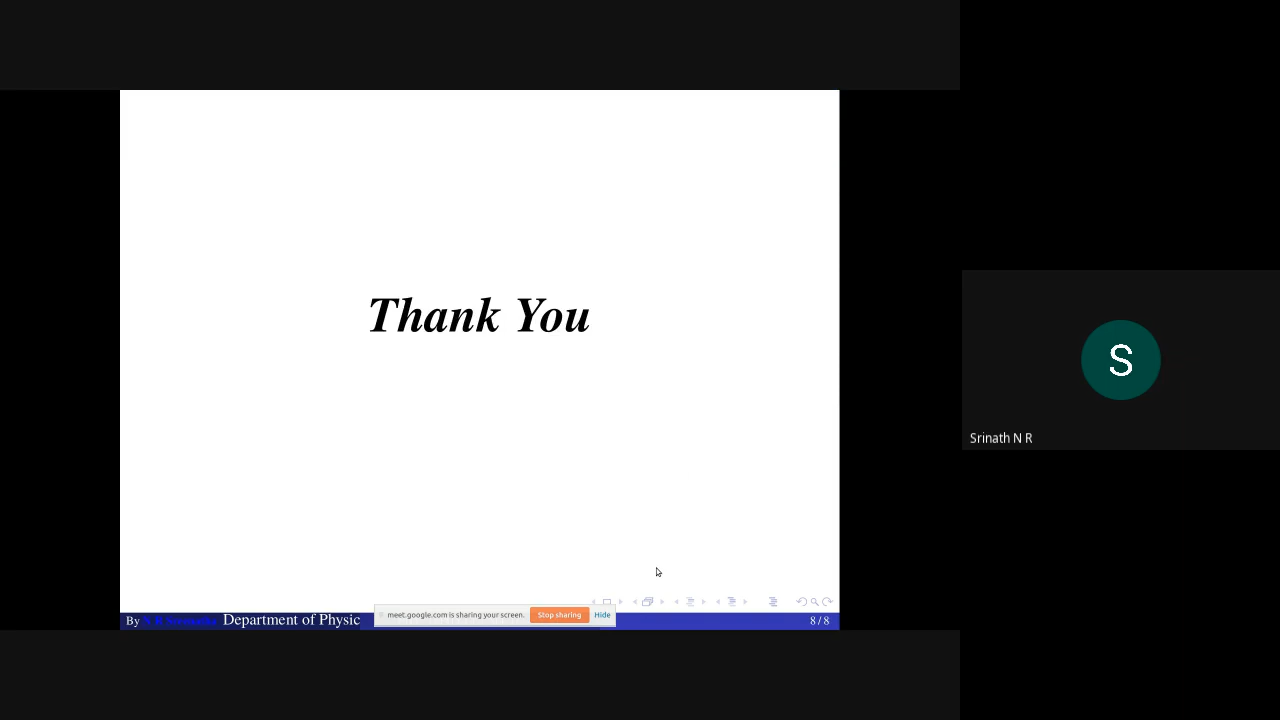 Thank You
S
Srinath N R
meet.google.com is sharing your screen. Stop sharing Hide
By N R Sreenatha Department of Physic 8 / 8